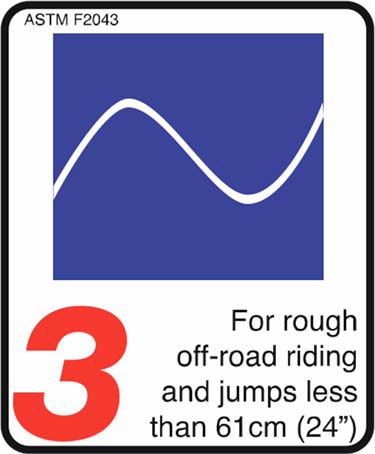 ASTM F2043
3
For rough
off-road riding
and jumps less
than 61cm (24”)